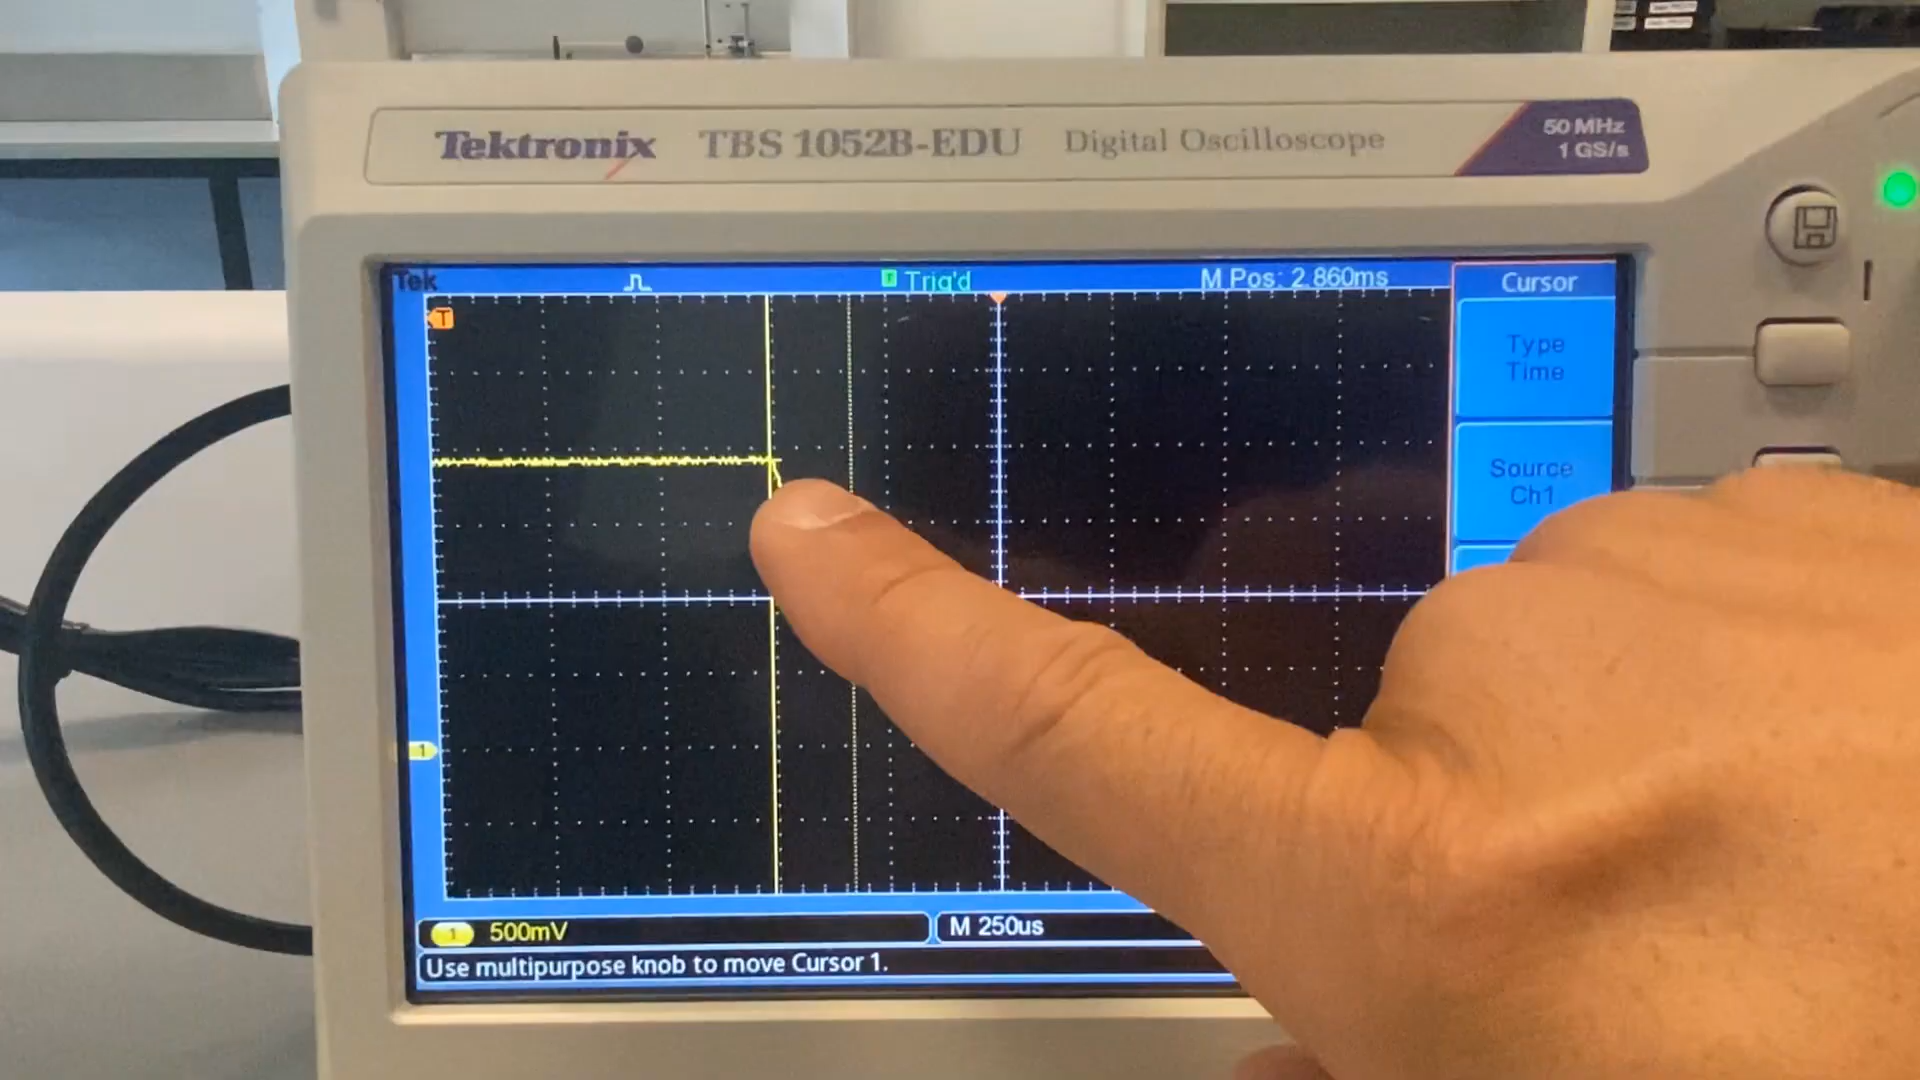 Tektronix TBS 1052B-EDU Digital Oscilloscope
50 MHz
1 GS/s
Tek Trig'd M Pos: 2.860ms
Cursor
T
Type
Time
Source
Ch1
1
1 500mV M 250us
Use multipurpose knob to move Cursor 1.